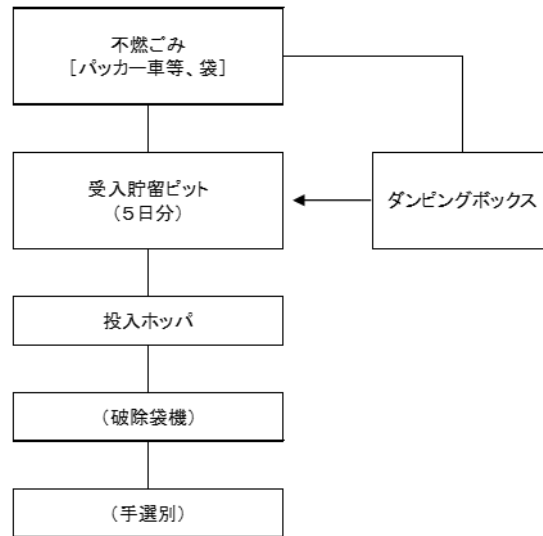 不燃ごみ
[パッカー車等、袋]
受入貯留ピット
(5日分)
ダンピングボックス
投入ホッパ
(破除袋機)
(手選別)